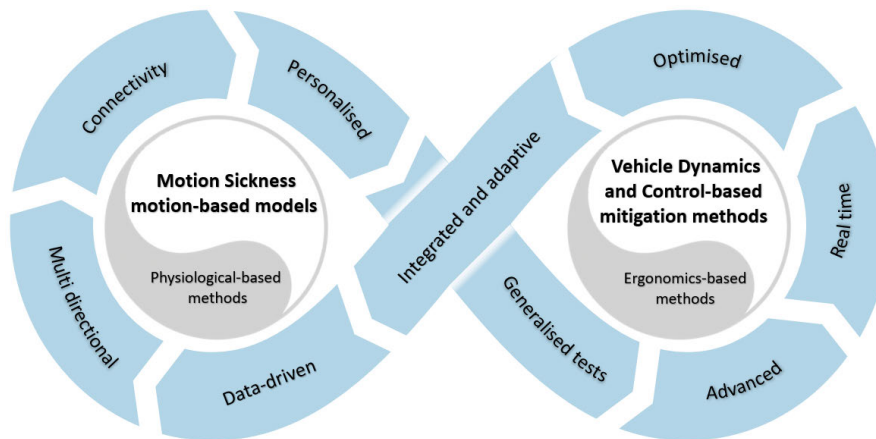 Connectivity
Personalised
Motion Sickness
motion-based models
Physiological-based
methods
Multi directional
Data-driven
Integrated and adaptive
Optimised
Vehicle Dynamics
and Control-based
mitigation methods
Ergonomics-based
methods
Real time
Generalised tests
Advanced